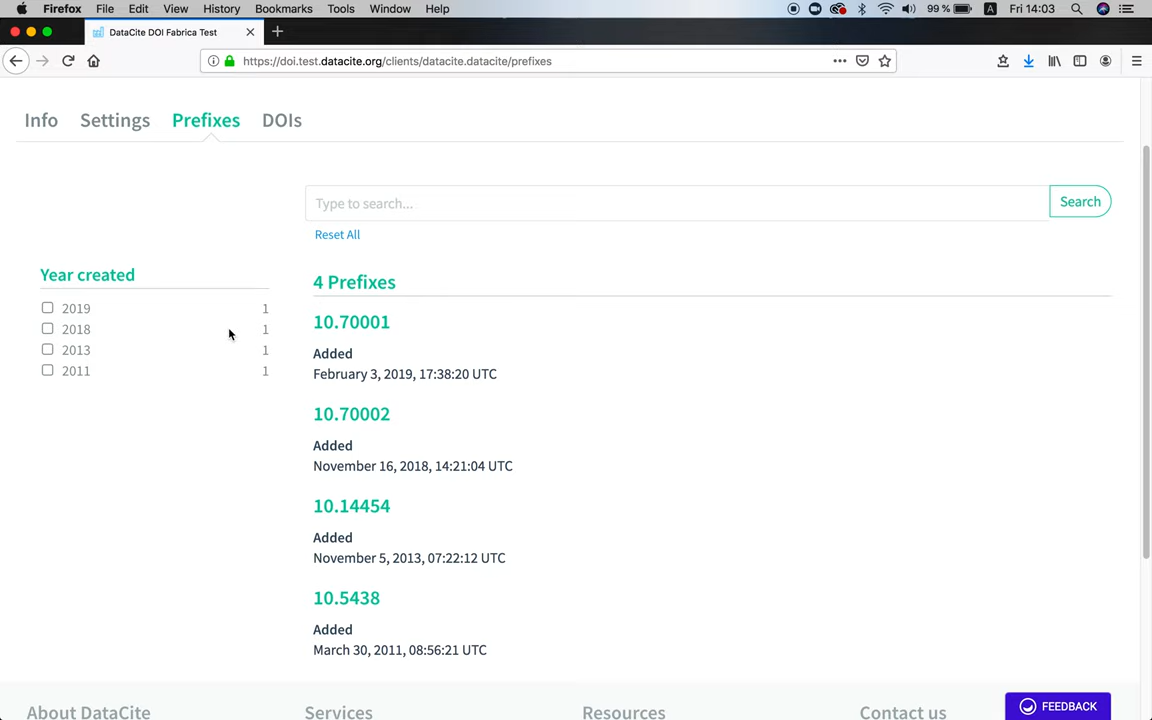 Firefox File Edit View History Bookmarks Tools Window Help 99 % A Fri 14:03
DataCite DOI Fabrica Test
https://doi.test.datacite.org/clients/datacite.datacite/prefixes
Info Settings Prefixes DOIs
Type to search...
Search
Reset All
Year created
2019 1
2018 1
2013 1
2011 1
4 Prefixes
10.70001
Added
February 3, 2019, 17:38:20 UTC
10.70002
Added
November 16, 2018, 14:21:04 UTC
10.14454
Added
November 5, 2013, 07:22:12 UTC
10.5438
Added
March 30, 2011, 08:56:21 UTC
About DataCite Services Resources Contact us
FEEDBACK